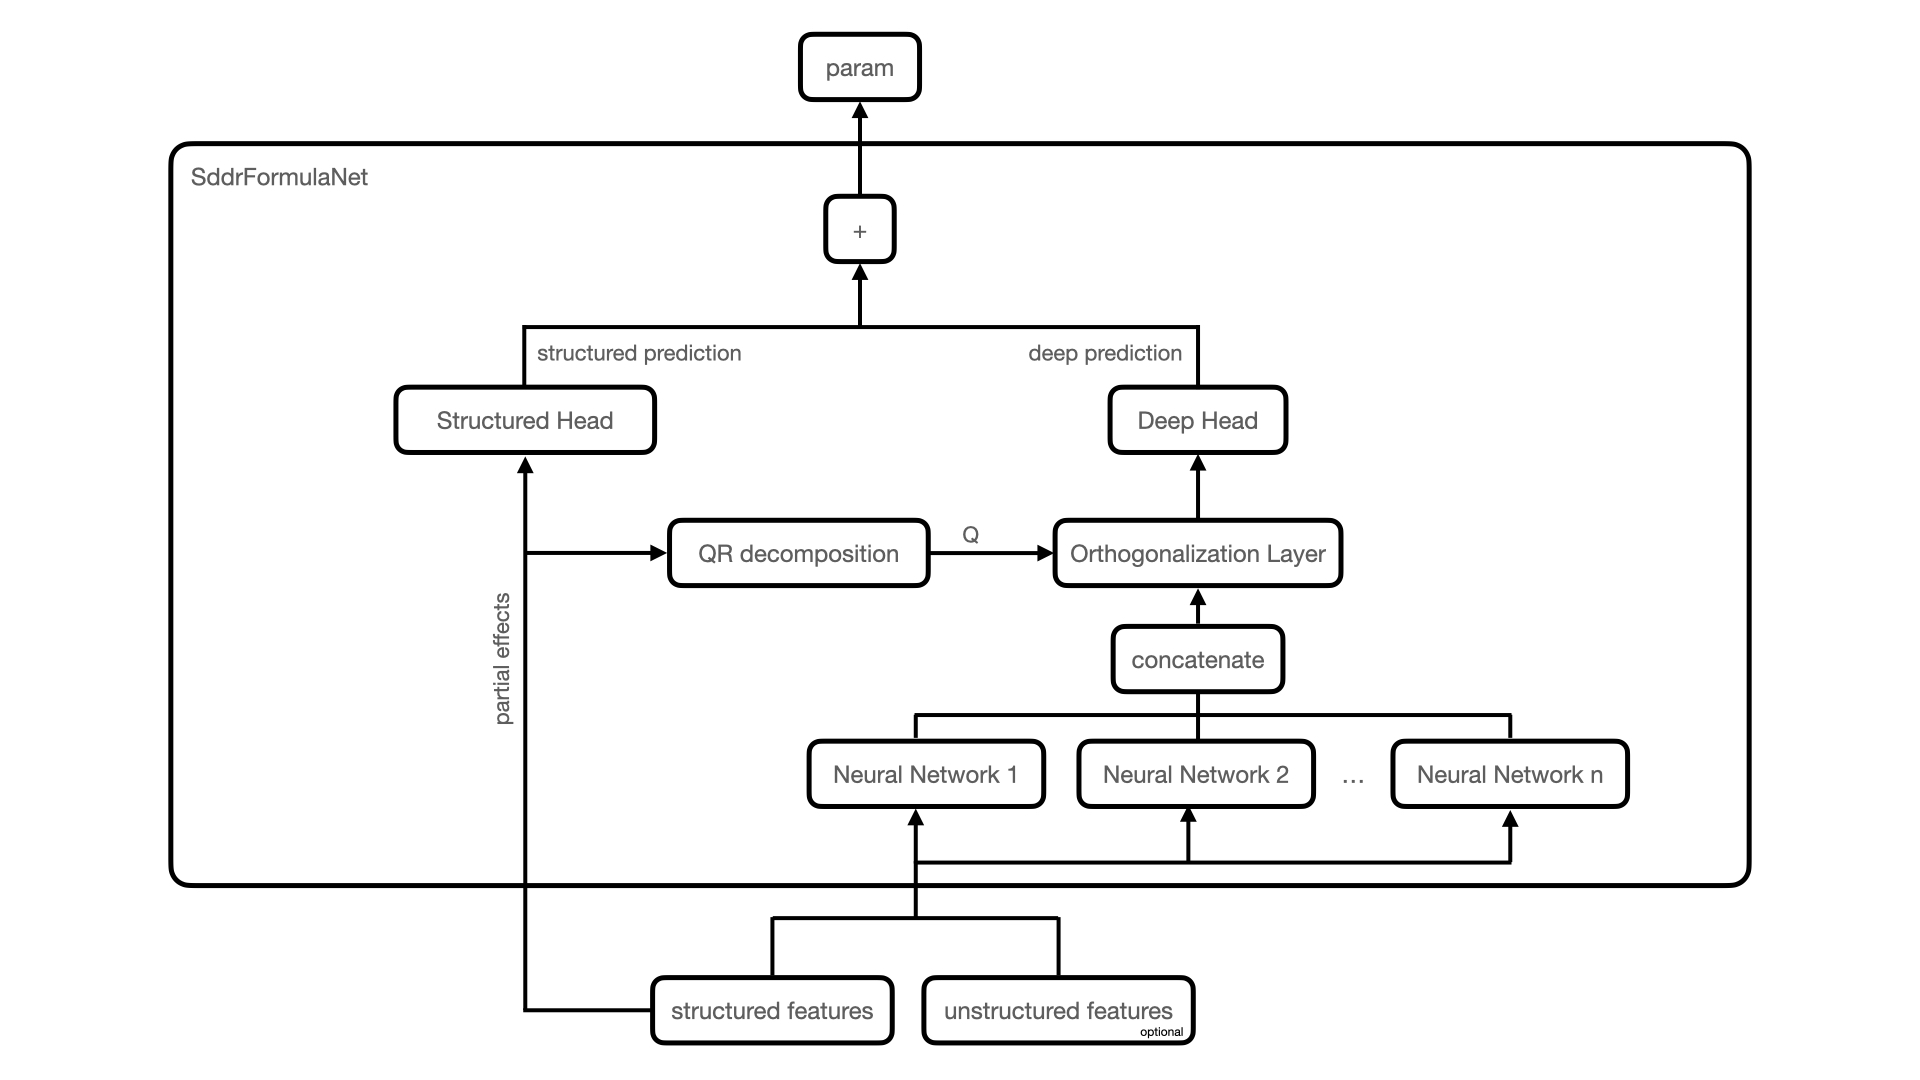 param
SddrFormulaNet
+
structured prediction
deep prediction
Structured Head
Deep Head
QR decomposition
Q
Orthogonalization Layer
partial effects
concatenate
Neural Network 1
Neural Network 2
...
Neural Network n
structured features
unstructured features
optional